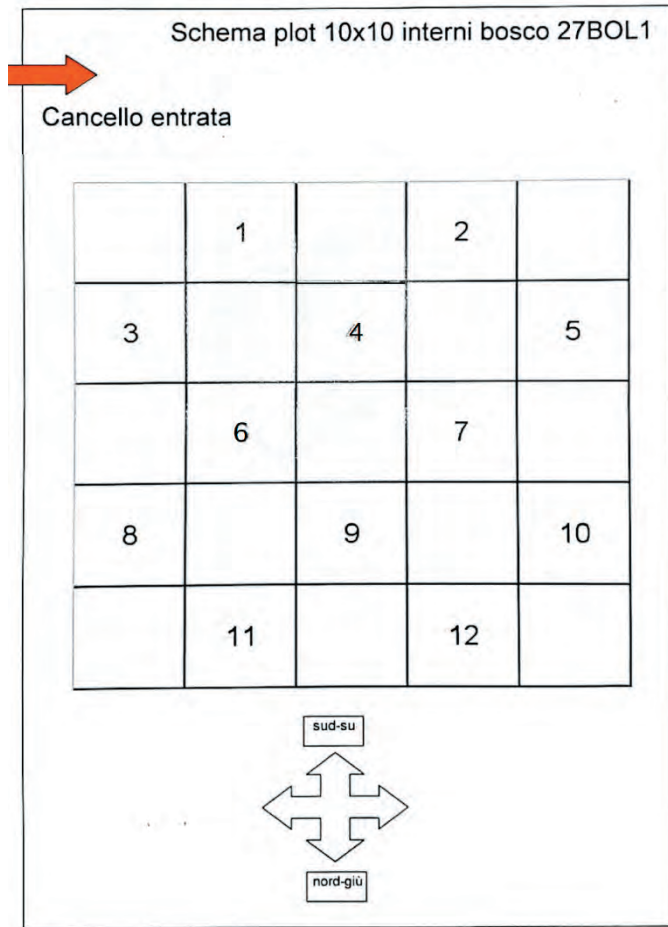 Schema plot 10x10 interni bosco 27BOL1
Cancello entrata
1 2
3 4 5
6 7
8 9 10
11 12
sud-su
nord-giù